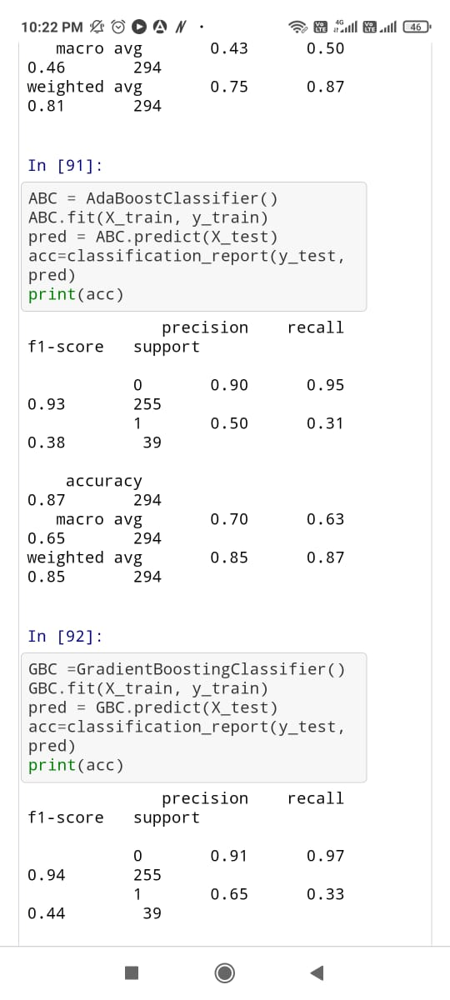 10:22 PM
4G
46
macro avg 0.43 0.50
0.46 294
weighted avg 0.75 0.87
0.81 294
In [91]:
ABC = AdaBoostClassifier()
ABC.fit(X_train, y_train)
pred = ABC.predict(X_test)
acc=classification_report(y_test,
pred)
print(acc)
precision recall
f1-score support
0 0.90 0.95
0.93 255
1 0.50 0.31
0.38 39
accuracy
0.87 294
macro avg 0.70 0.63
0.65 294
weighted avg 0.85 0.87
0.85 294
In [92]:
GBC =GradientBoostingClassifier()
GBC.fit(X_train, y_train)
pred = GBC.predict(X_test)
acc=classification_report(y_test,
pred)
print(acc)
precision recall
f1-score support
0 0.91 0.97
0.94 255
1 0.65 0.33
0.44 39